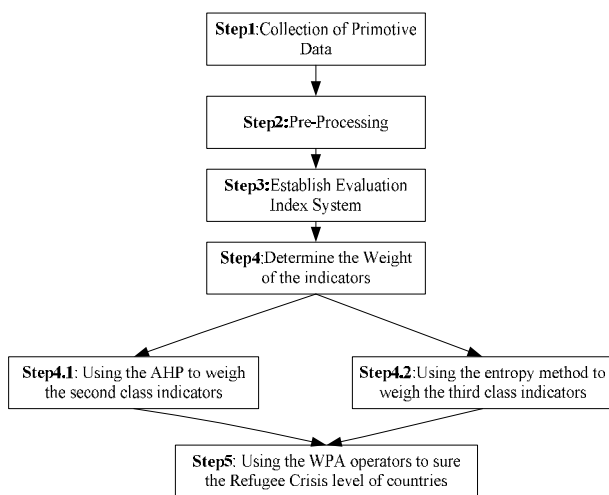 Step1:Collection of Primotive
Data
Step2:Pre-Processing
Step3:Establish Evaluation
Index System
Step4:Determine the Weight
of the indicators
Step4.1: Using the AHP to weigh
the second class indicators
Step4.2:Using the entropy method to
weigh the third class indicators
Step5: Using the WPA operators to sure
the Refugee Crisis level of countries